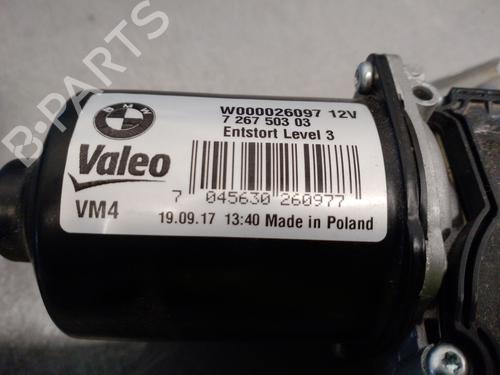 B-PARTS
BMW
W000026097 12V
7 267 503 03
Entstort Level 3
Valeo
7 045630 260977
VM4
19.09.17 13:40 Made in Poland